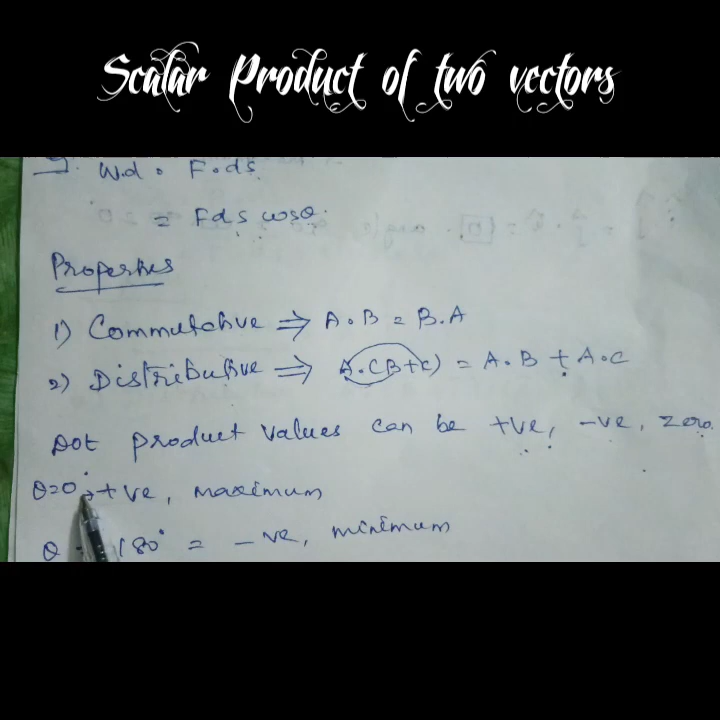 Scalar Product of two vectors
W.d = F.ds
= Fds cosθ
Properties
1) Commutative ⇒ A.B = B.A
2) Distributive ⇒ A.(B+C) = A.B + A.C
Dot product values can be +ve, -ve, zero.
θ=0° +ve, maximum
θ 180° = -ve, minimum